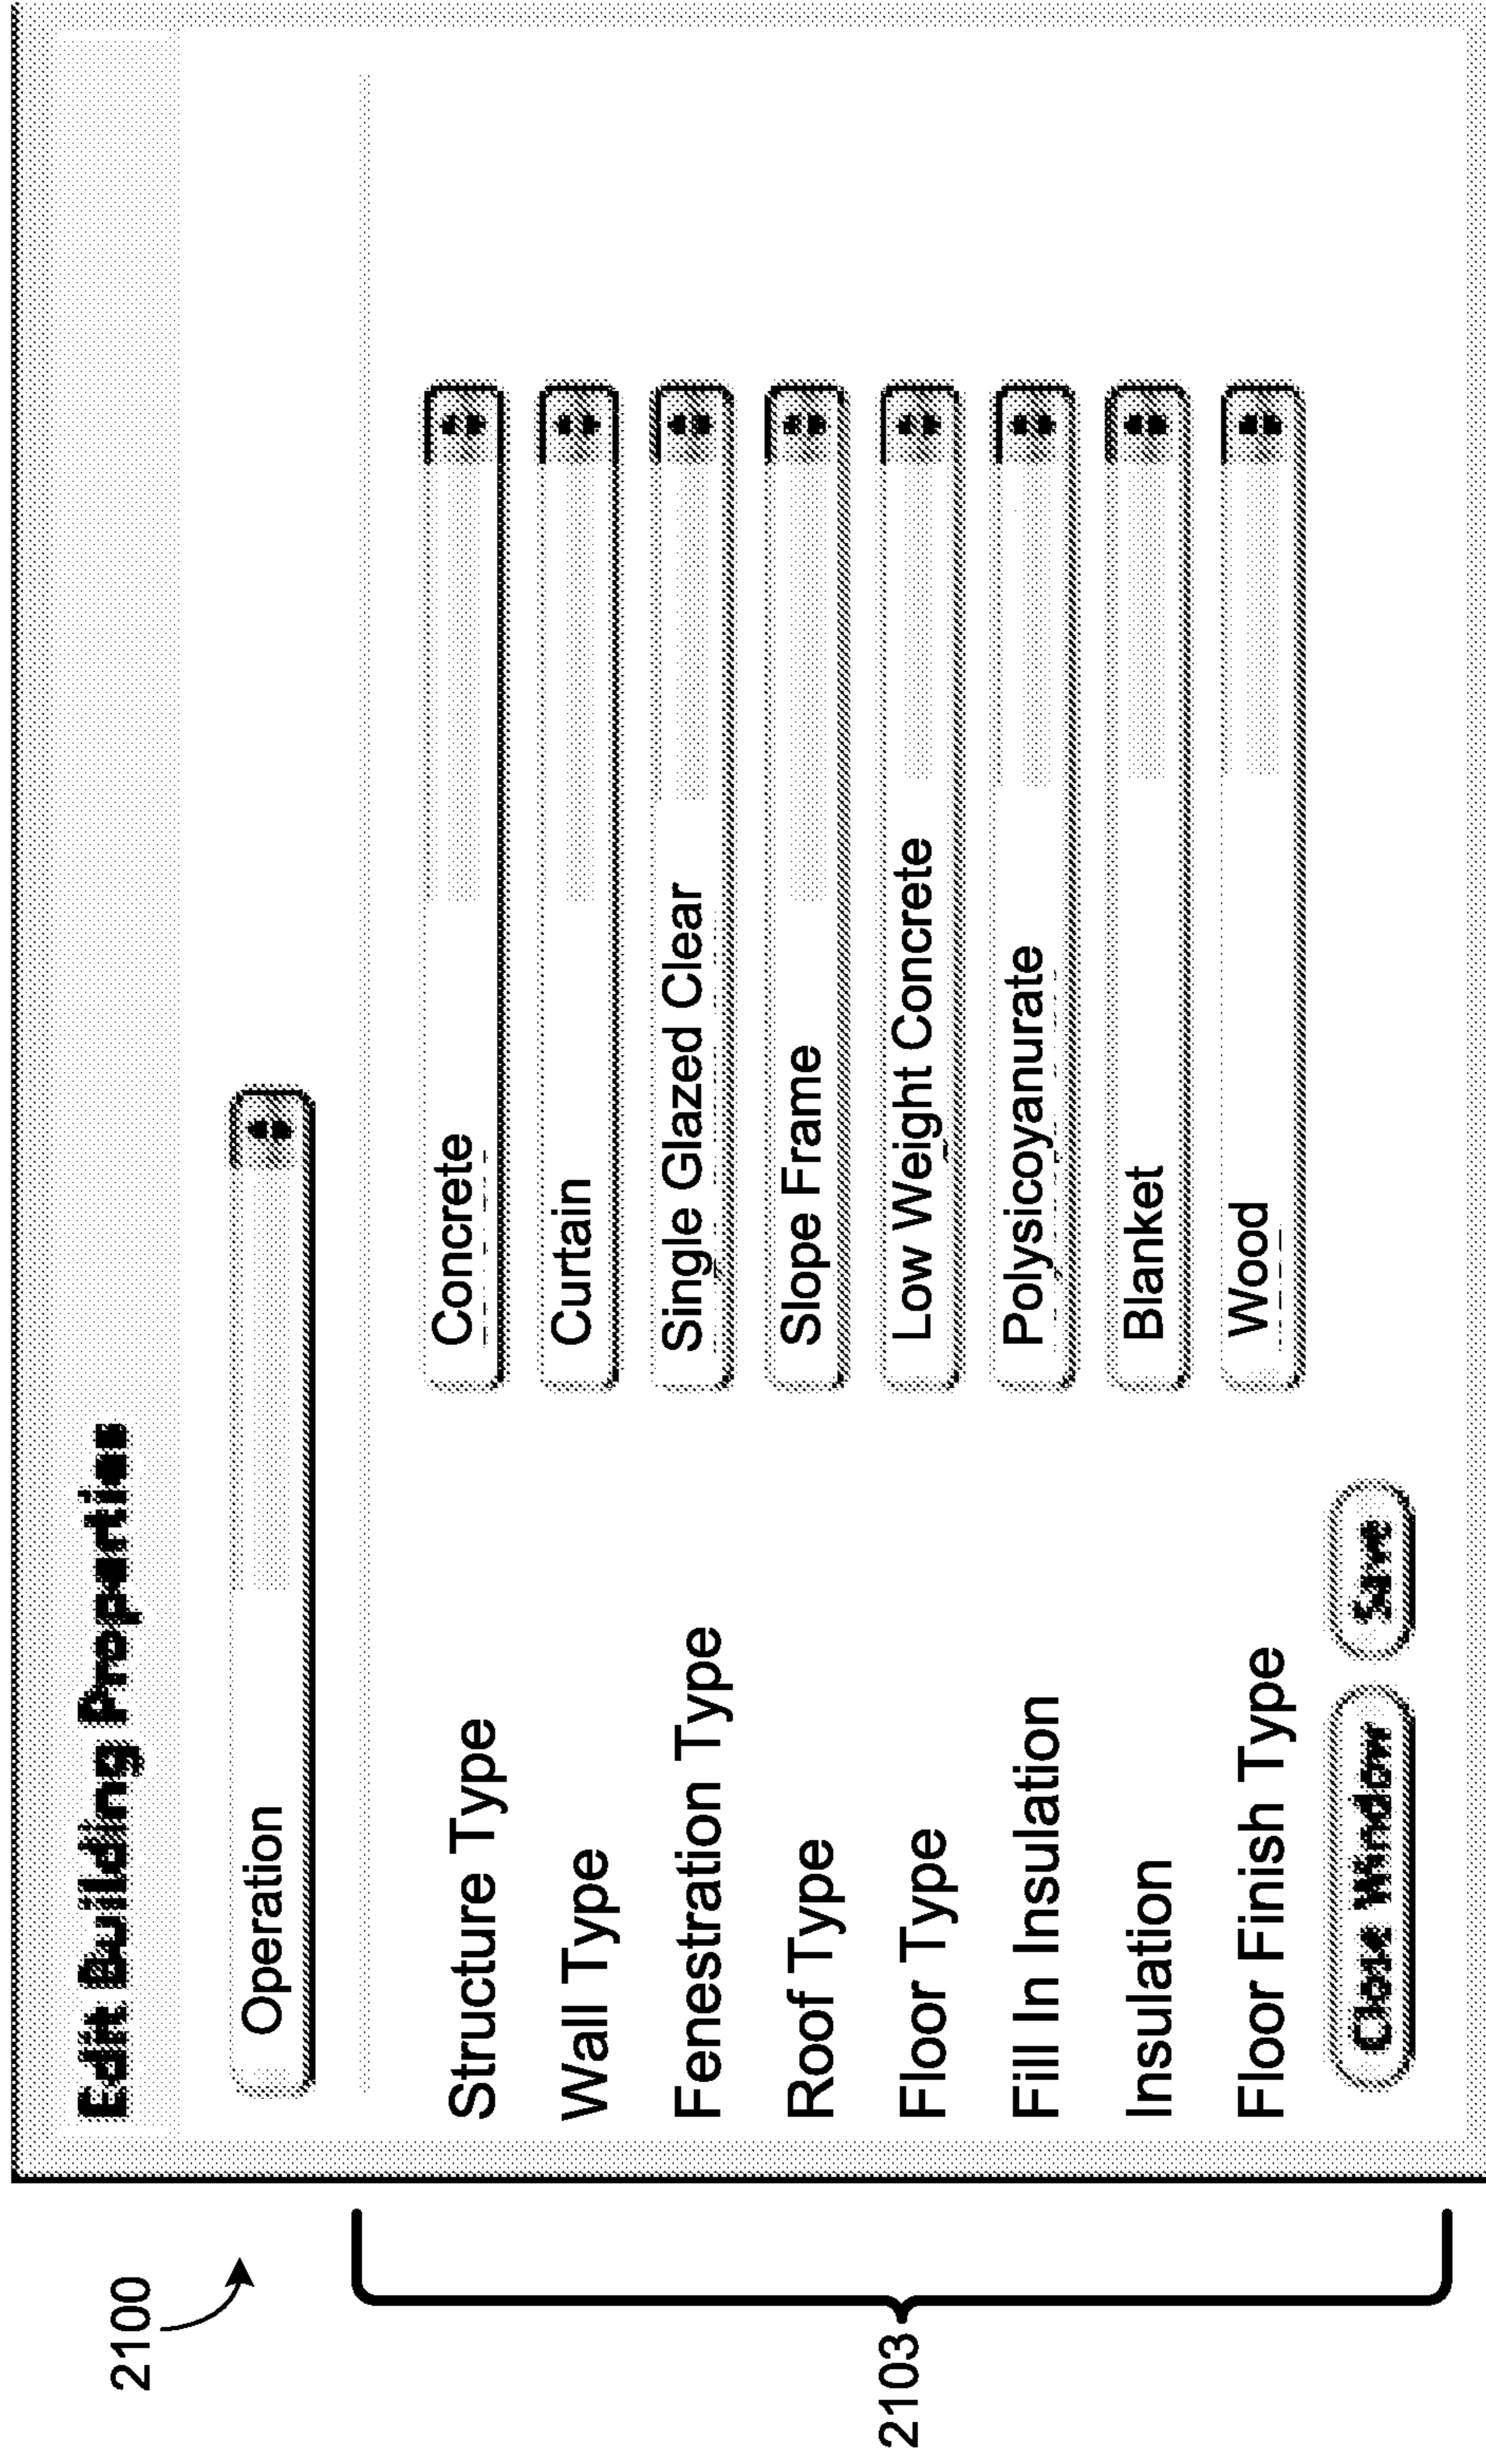 2100
Edit Building Properties
Operation
2103
Structure Type Concrete
Wall Type Curtain
Fenestration Type Single Glazed Clear
Roof Type Slope Frame
Floor Type Low Weight Concrete
Fill In Insulation Polysicoyanurate
Insulation Blanket
Floor Finish Type Wood
Close Window Save